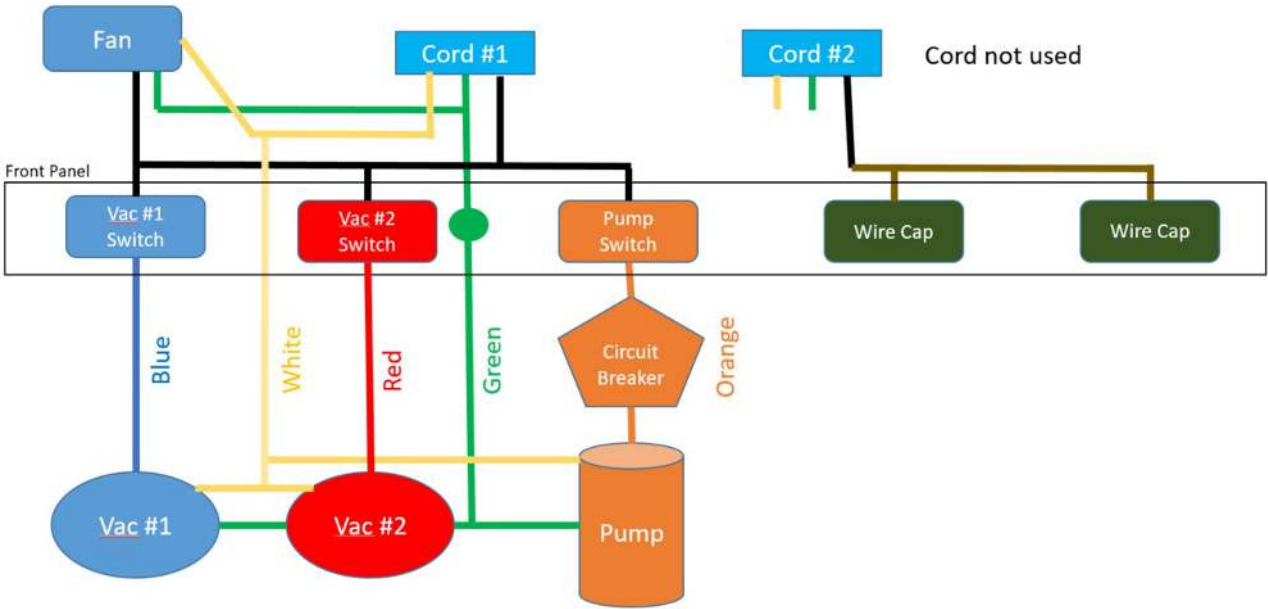 Fan
Cord #1
Cord #2
Cord not used
Front Panel
Vac #1
Switch
Vac #2
Switch
Pump
Switch
Wire Cap
Wire Cap
Blue
White
Red
Green
Circuit
Breaker
Orange
Vac #1
Vac #2
Pump